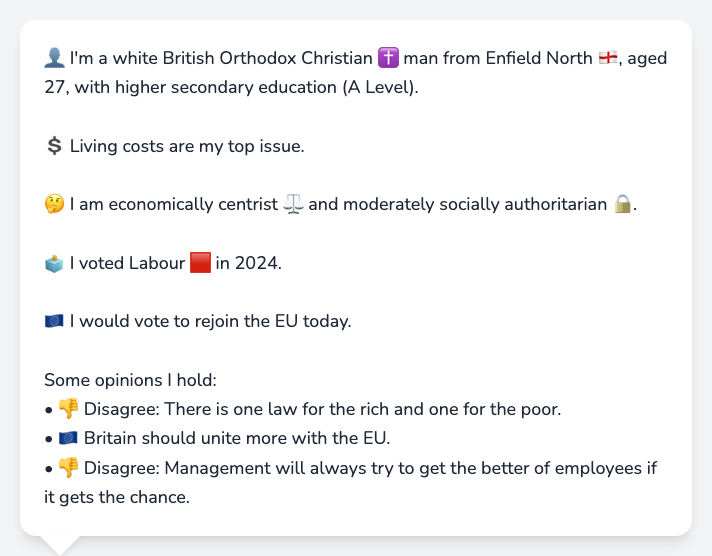 👤 I'm a white British Orthodox Christian ✝️ man from Enfield North 🏴󠁧󠁢󠁥󠁮󠁧󠁿, aged
27, with higher secondary education (A Level).
💲 Living costs are my top issue.
🤔 I am economically centrist ⚖️ and moderately socially authoritarian 🔒.
🗳️ I voted Labour 🟥 in 2024.
🇪🇺 I would vote to rejoin the EU today.
Some opinions I hold:
• 👎 Disagree: There is one law for the rich and one for the poor.
• 🇪🇺 Britain should unite more with the EU.
• 👎 Disagree: Management will always try to get the better of employees if
it gets the chance.